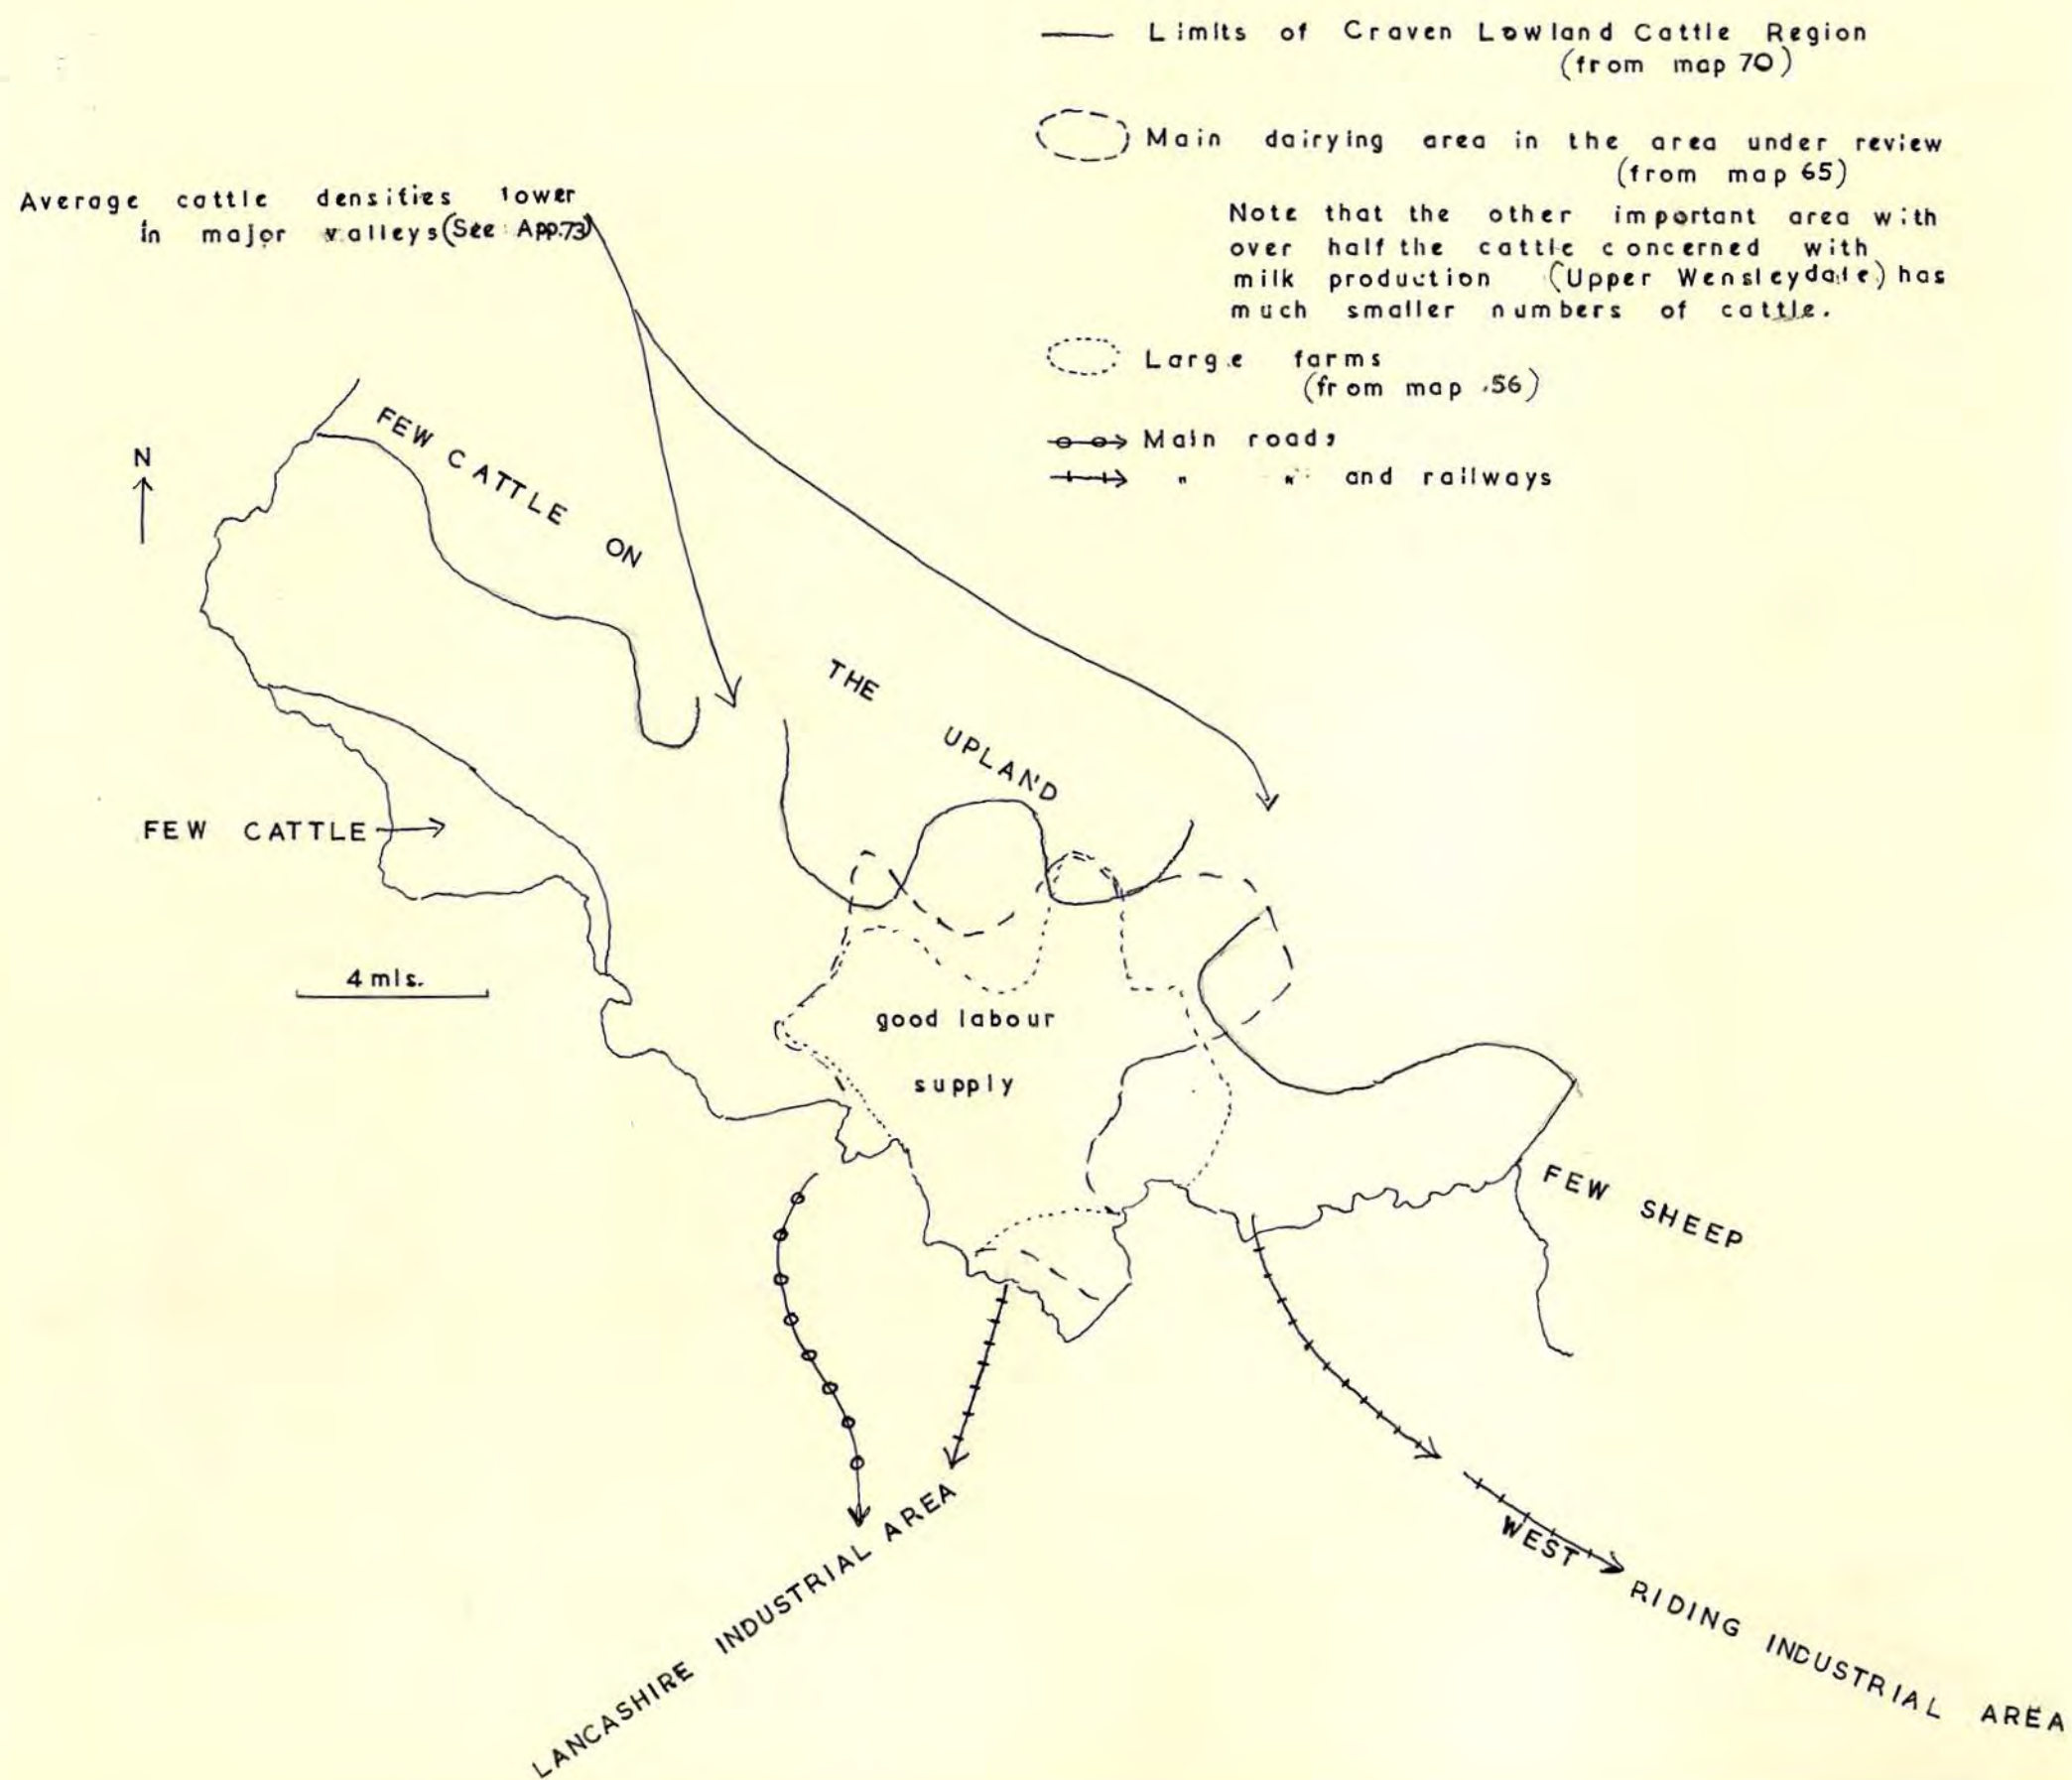 Limits of Craven Lowland Cattle Region
(from map 70)
Main dairying area in the area under review
(from map 65)
Note that the other important area with
over half the cattle concerned with
milk production (Upper Wensleydale) has
much smaller numbers of cattle.
Large farms
(from map 56)
Main roads
" " and railways
Average cattle densities lower
in major valleys (See App. 73)
N
FEW CATTLE ON
THE UPLAND
FEW CATTLE
4 mls.
good labour
supply
FEW SHEEP
LANCASHIRE INDUSTRIAL AREA
WEST RIDING INDUSTRIAL AREA